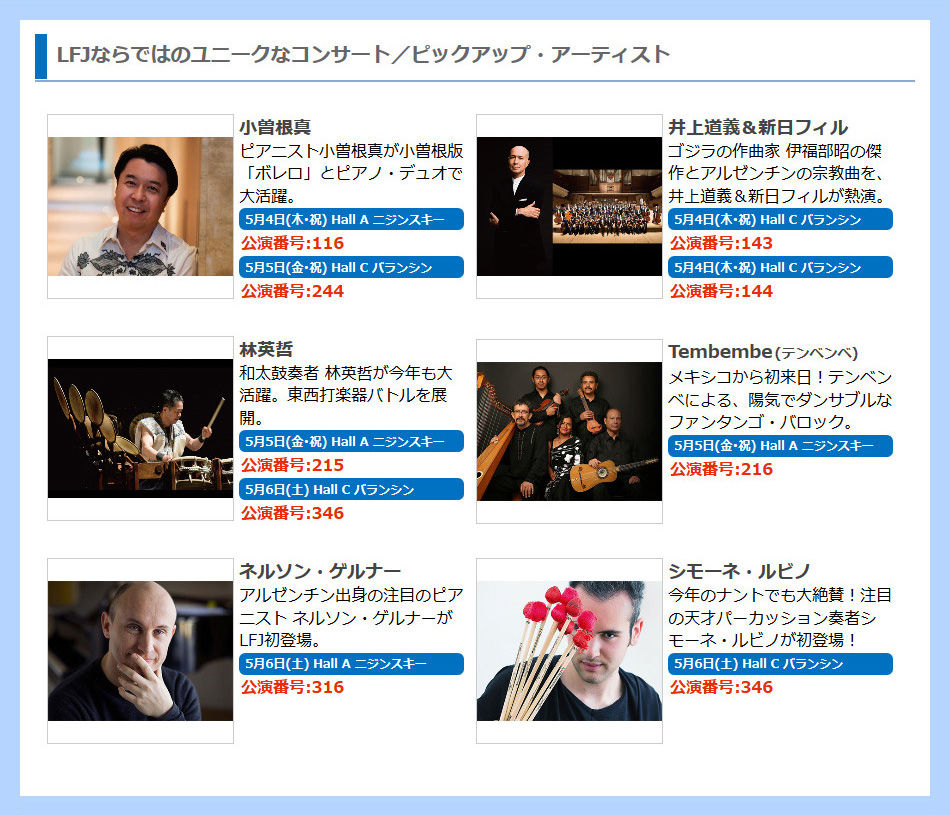 LFJならではのユニークなコンサート／ピックアップ・アーティスト
小曽根真
ピアニスト小曽根真が小曽根版
「ボレロ」とピアノ・デュオで
大活躍。
5月4日(木･祝) Hall A ニジンスキー
公演番号:116
5月5日(金･祝) Hall C バランシン
公演番号:244
井上道義＆新日フィル
ゴジラの作曲家 伊福部昭の傑
作とアルゼンチンの宗教曲を、
井上道義＆新日フィルが熱演。
5月4日(木･祝) Hall C バランシン
公演番号:143
5月4日(木･祝) Hall C バランシン
公演番号:144
林英哲
和太鼓奏者 林英哲が今年も大
活躍。東西打楽器バトルを展
開。
5月5日(金･祝) Hall A ニジンスキー
公演番号:215
5月6日(土) Hall C バランシン
公演番号:346
Tembembe(テンベンベ)
メキシコから初来日！テンベン
ベによる、陽気でダンサブルな
ファンタンゴ・バロック。
5月5日(金･祝) Hall A ニジンスキー
公演番号:216
ネルソン・ゲルナー
アルゼンチン出身の注目のピア
ニスト ネルソン・ゲルナーが
LFJ初登場。
5月6日(土) Hall A ニジンスキー
公演番号:316
シモーネ・ルビノ
今年のナントでも大絶賛！注目
の天才パーカッション奏者シ
モーネ・ルビノが初登場！
5月6日(土) Hall C バランシン
公演番号:346